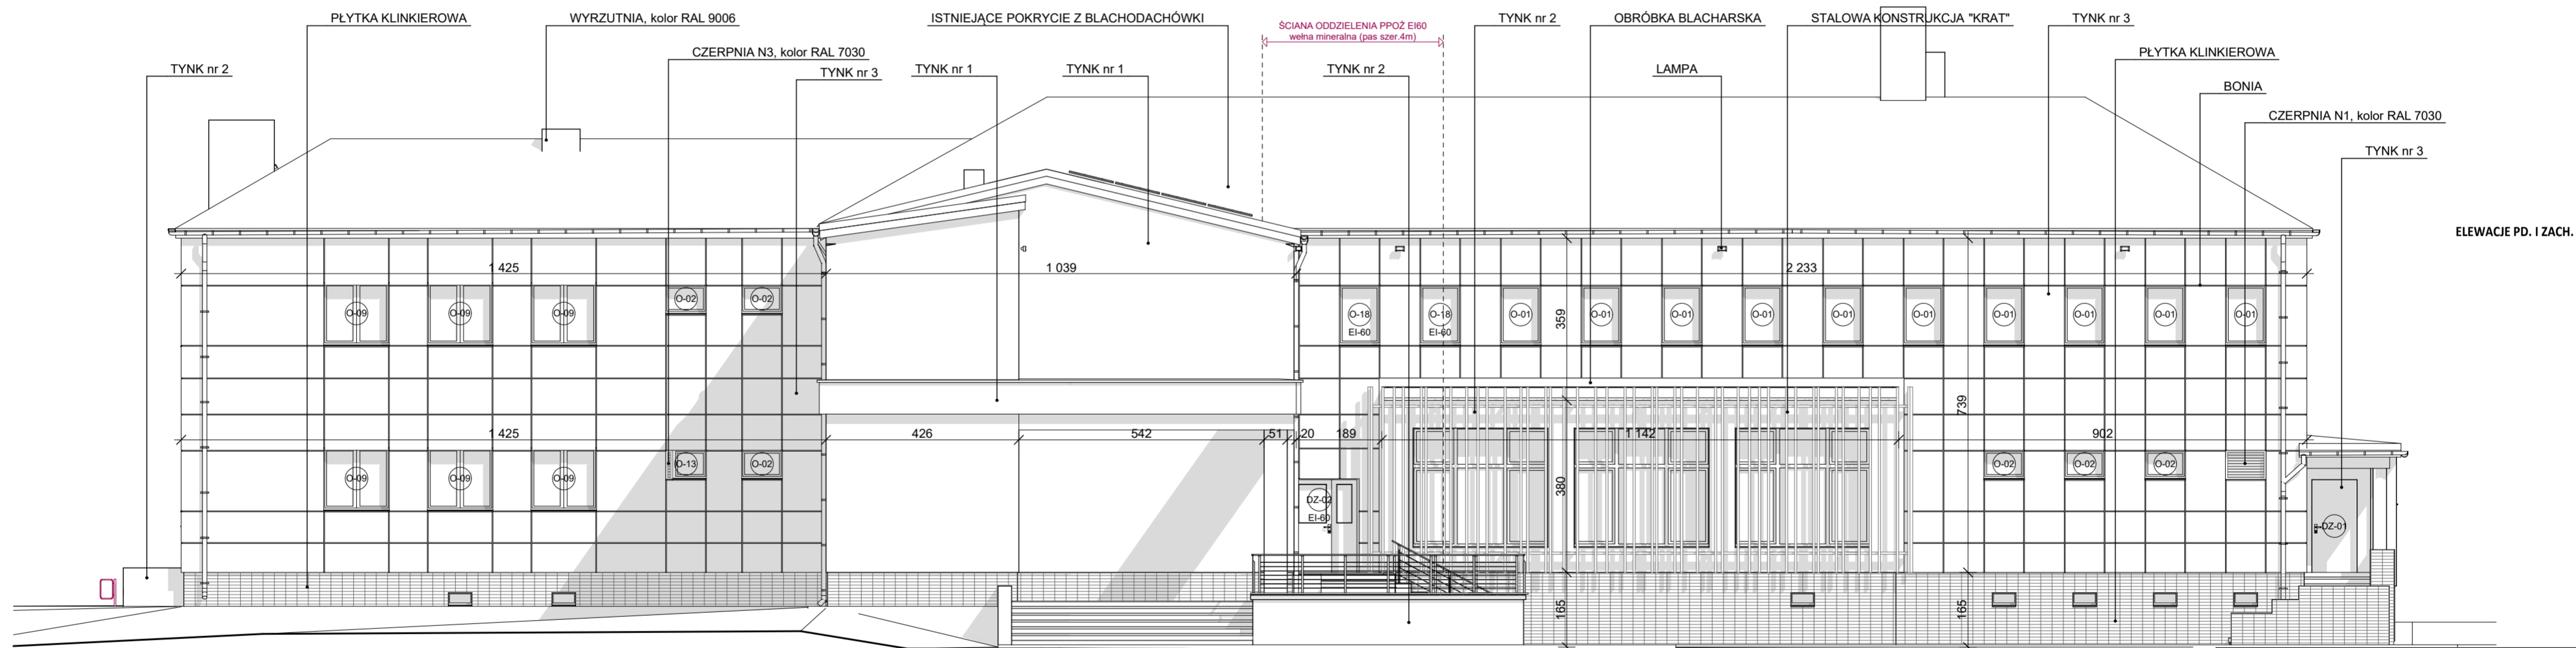 PŁYTKA KLINKIEROWA
WYRZUTNIA, kolor RAL 9006
ISTNIEJĄCE POKRYCIE Z BLACHODACHÓWKI
ŚCIANA ODDZIELENIA PPOŻ EI60
wełna mineralna (pas szer.4m)
TYNK nr 2
OBRÓBKA BLACHARSKA
STALOWA KONSTRUKCJA "KRAT"
TYNK nr 3
CZERPNIA N3, kolor RAL 7030
PŁYTKA KLINKIEROWA
TYNK nr 2
TYNK nr 3
TYNK nr 1
TYNK nr 1
TYNK nr 2
LAMPA
BONIA
CZERPNIA N1, kolor RAL 7030
TYNK nr 3
ELEWACJE PD. I ZACH.
1 425
1 039
2 233
O-09
O-09
O-09
O-02
O-02
O-18
EI-60
O-18
EI-60
O-01
O-01
O-01
O-01
O-01
O-01
O-01
O-01
O-01
O-01
359
739
1 425
426
542
51
20
189
1 142
902
O-09
O-09
O-09
O-13
O-02
O-02
O-02
O-02
380
DZ-02
EI-60
DZ-01
165
165